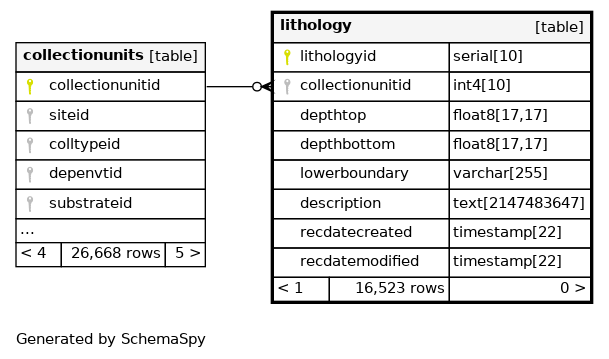 collectionunits [table]
collectionunitid
siteid
colltypeid
depenvtid
substrateid
...
< 4 26,668 rows 5 >
lithology [table]
lithologyid serial[10]
collectionunitid int4[10]
depthtop float8[17,17]
depthbottom float8[17,17]
lowerboundary varchar[255]
description text[2147483647]
recdatecreated timestamp[22]
recdatemodified timestamp[22]
< 1 16,523 rows 0 >
Generated by SchemaSpy